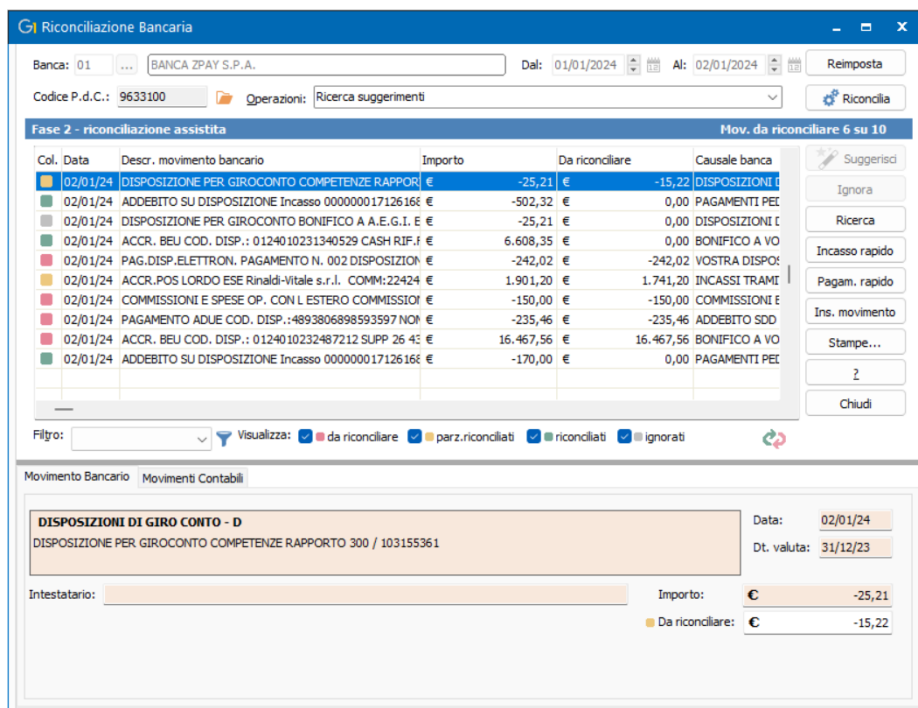 G1 Riconciliazione Bancaria
Banca: 01 ... BANCA ZPAY S.P.A. Dal: 01/01/2024 Al: 02/01/2024 Reimposta
Codice P.d.C.: 9633100 Operazioni: Ricerca suggerimenti Riconcilia
Fase 2 - riconciliazione assistita Mov. da riconciliare 6 su 10
Col. Data Descr. movimento bancario Importo Da riconciliare Causale banca Suggerisci
02/01/24 DISPOSIZIONE PER GIROCONTO COMPETENZE RAPPOR € -25,21 € -15,22 DISPOSIZIONI D
Ignora
02/01/24 ADDEBITO SU DISPOSIZIONE Incasso 00000001712616 € -502,32 € 0,00 PAGAMENTI PED
02/01/24 DISPOSIZIONE PER GIROCONTO BONIFICO A A.E.G.I. E € -25,21 € 0,00 DISPOSIZIONI D
Ricerca
02/01/24 ACCR. BEU COD. DISP.: 0124010231340529 CASH RIF.F € 6.608,35 € 0,00 BONIFICO A VO
Incasso rapido
02/01/24 PAG.DISP.ELETTRON. PAGAMENTO N. 002 DISPOSIZION € -242,02 € -242,02 VOSTRA DISPOS
02/01/24 ACCR.POS LORDO ESE Rinaldi-Vitale s.r.l. COMM:22424 € 1.901,20 € 1.741,20 INCASSI TRAMI
Pagam. rapido
02/01/24 COMMISSIONI E SPESE OP. CON L ESTERO COMMISSION € -150,00 € -150,00 COMMISSIONI E
Ins. movimento
02/01/24 PAGAMENTO ADUE COD. DISP.:4893806898593597 NON € -235,46 € -235,46 ADDEBITO SDD
02/01/24 ACCR. BEU COD. DISP.: 0124010232487212 SUPP 26 43 € 16.467,56 € 16.467,56 BONIFICO A VO
Stampe...
02/01/24 ADDEBITO SU DISPOSIZIONE Incasso 00000001712616 € -170,00 € 0,00 PAGAMENTI PED
?
Chiudi
Filtro: Visualizza: da riconciliare parz.riconciliati riconciliati ignorati
Movimento Bancario Movimenti Contabili
DISPOSIZIONI DI GIRO CONTO - D
Data: 02/01/24
DISPOSIZIONE PER GIROCONTO COMPETENZE RAPPORTO 300 / 103155361
Dt. valuta: 31/12/23
Intestatario: Importo: € -25,21
Da riconciliare: € -15,22